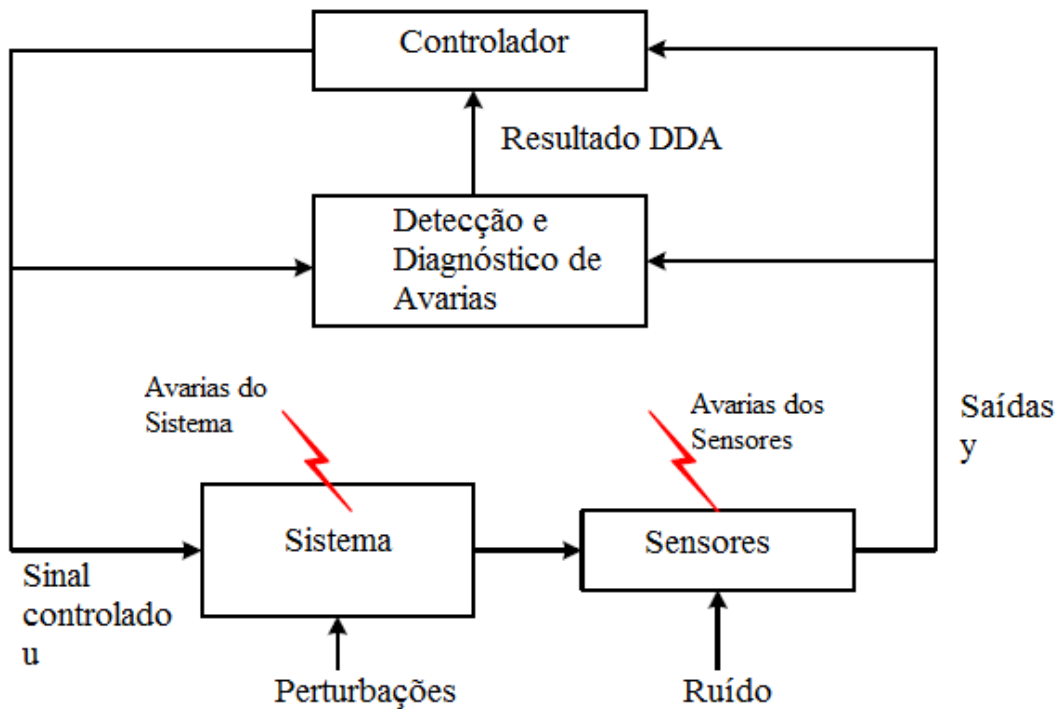 Controlador
Resultado DDA
Detecção e
Diagnóstico de
Avarias
Avarias do
Sistema
Avarias dos
Sensores
Saídas
y
Sistema
Sensores
Sinal
controlado
u
Perturbações
Ruído